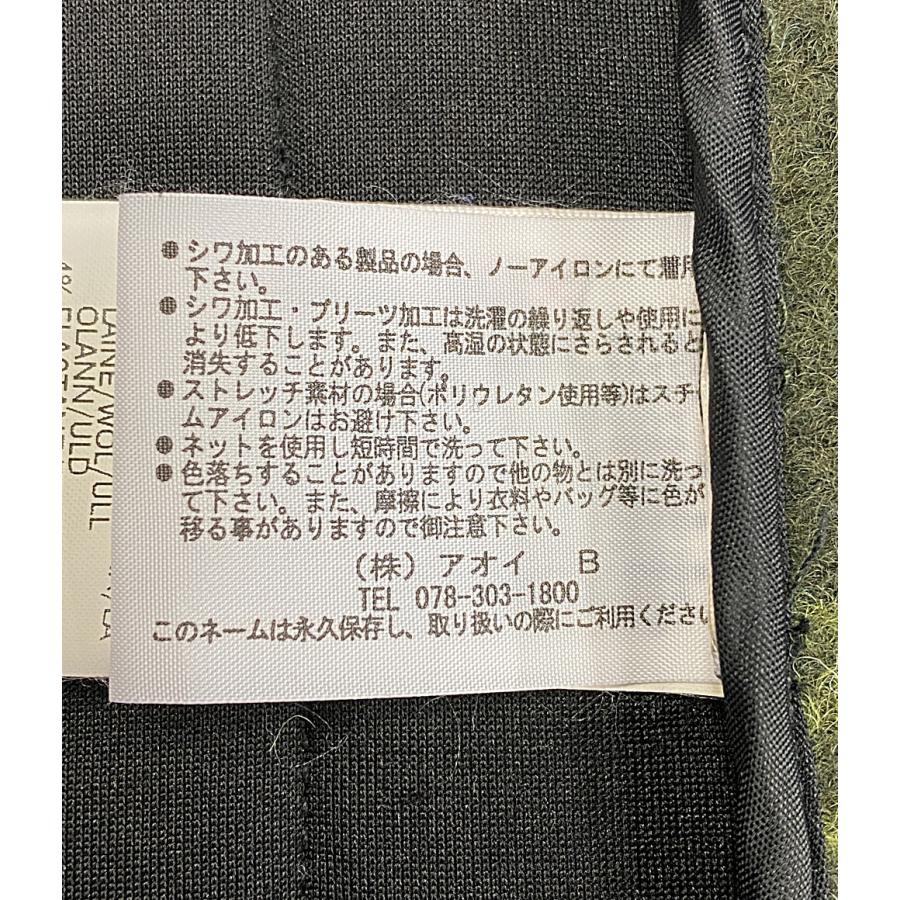 ● シワ加工のある製品の場合、ノーアイロンにて着用
下さい。
● シワ加工・プリーツ加工は洗濯の繰り返しや使用に
より低下します。また、高湿の状態にさらされると
消失することがあります。
● ストレッチ素材の場合(ポリウレタン使用等)はスチー
ムアイロンはお避け下さい。
● ネットを使用し短時間で洗って下さい。
● 色落ちすることがありますので他の物とは別に洗っ
て下さい。また、摩擦により衣料やバッグ等に色が
移る事がありますので御注意下さい。
(株) アオイ B
TEL 078-303-1800
このネームは永久保存し、取り扱いの際にご利用ください
LAINE/WOL/ULL
OLANN/ULD